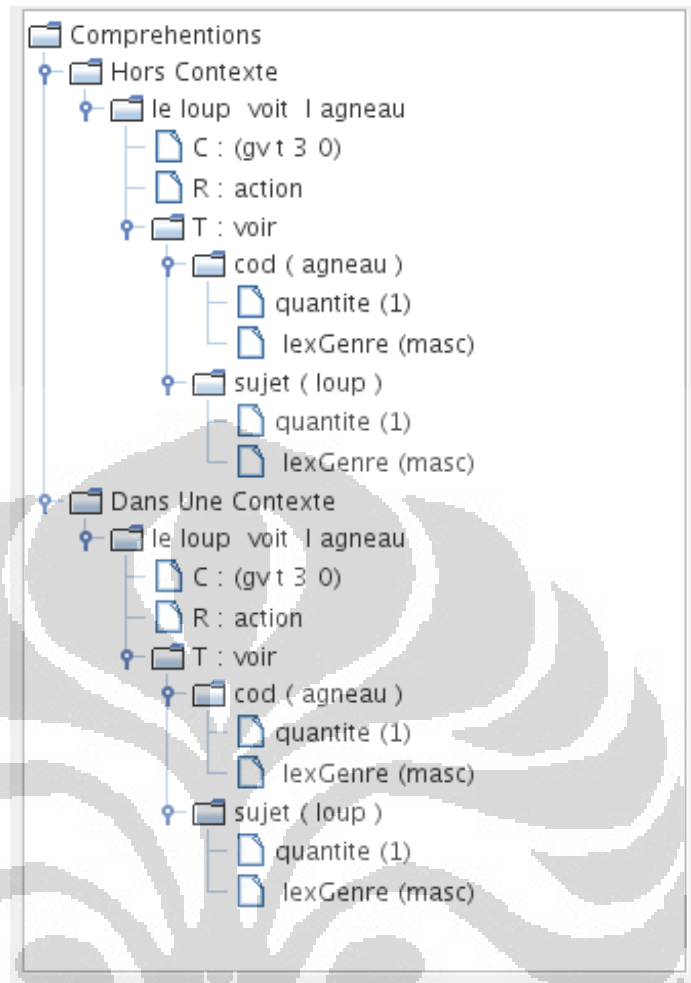 Comprehentions
Hors Contexte
le loup voit l agneau
C : (gv t 3 0)
R : action
T : voir
cod ( agneau )
quantite (1)
lexGenre (masc)
sujet ( loup )
quantite (1)
lexGenre (masc)
Dans Une Contexte
le loup voit l agneau
C : (gv t 3 0)
R : action
T : voir
cod ( agneau )
quantite (1)
lexGenre (masc)
sujet ( loup )
quantite (1)
lexGenre (masc)